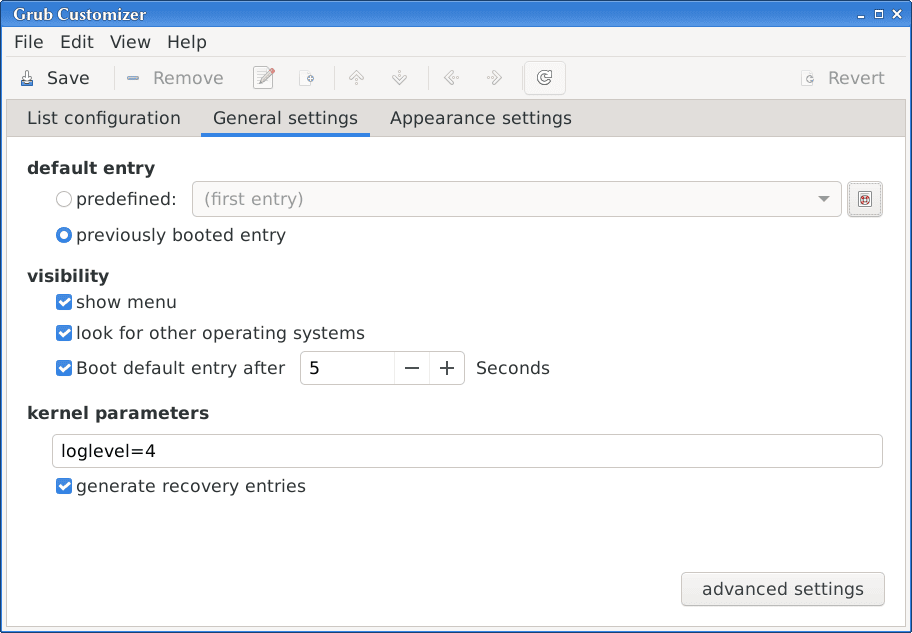 Grub Customizer
File Edit View Help
Save Remove Revert
List configuration General settings Appearance settings
default entry
predefined: (first entry)
previously booted entry
visibility
show menu
look for other operating systems
Boot default entry after 5 Seconds
kernel parameters
loglevel=4
generate recovery entries
advanced settings